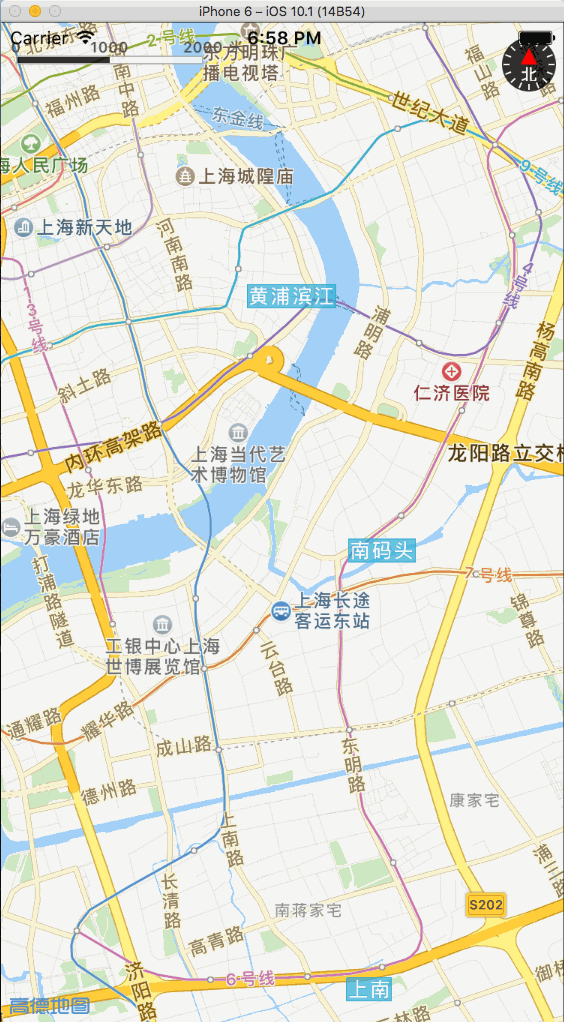 iPhone 6 – iOS 10.1 (14B54)
Carrier
6:58 PM
0
1000
2000
2号线
东方明珠广
播电视塔
北
福山路
福州路
河南中路
东金线
世纪大道
9号线
上海人民广场
上海城隍庙
上海新天地
河南南路
4号线
黄浦滨江
13号线
浦明路
杨高南路
斜土路
仁济医院
内环高架路
上海当代艺
术博物馆
龙阳路立交桥
龙华东路
上海绿地
万豪酒店
南码头
打浦路隧道
7号线
上海长途
客运东站
锦尊路
工银中心上海
世博展览馆
云台路
通耀路
耀华路
成山路
东明路
德州路
康家宅
上南路
浦三路
长清路
南蒋家宅
S202
高青路
济阳路
6号线
上南
御桥
高德地图